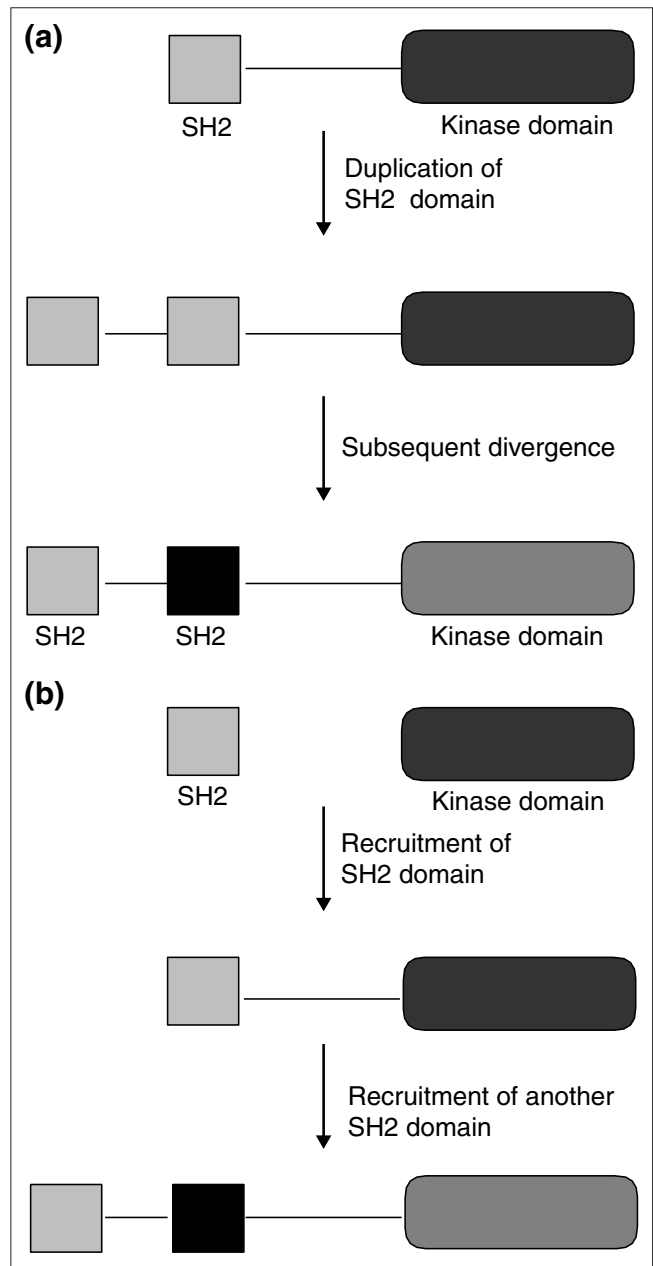 (a)
SH2
Kinase domain
Duplication of
SH2 domain
Subsequent divergence
SH2
SH2
Kinase domain
(b)
SH2
Kinase domain
Recruitment of
SH2 domain
Recruitment of another
SH2 domain